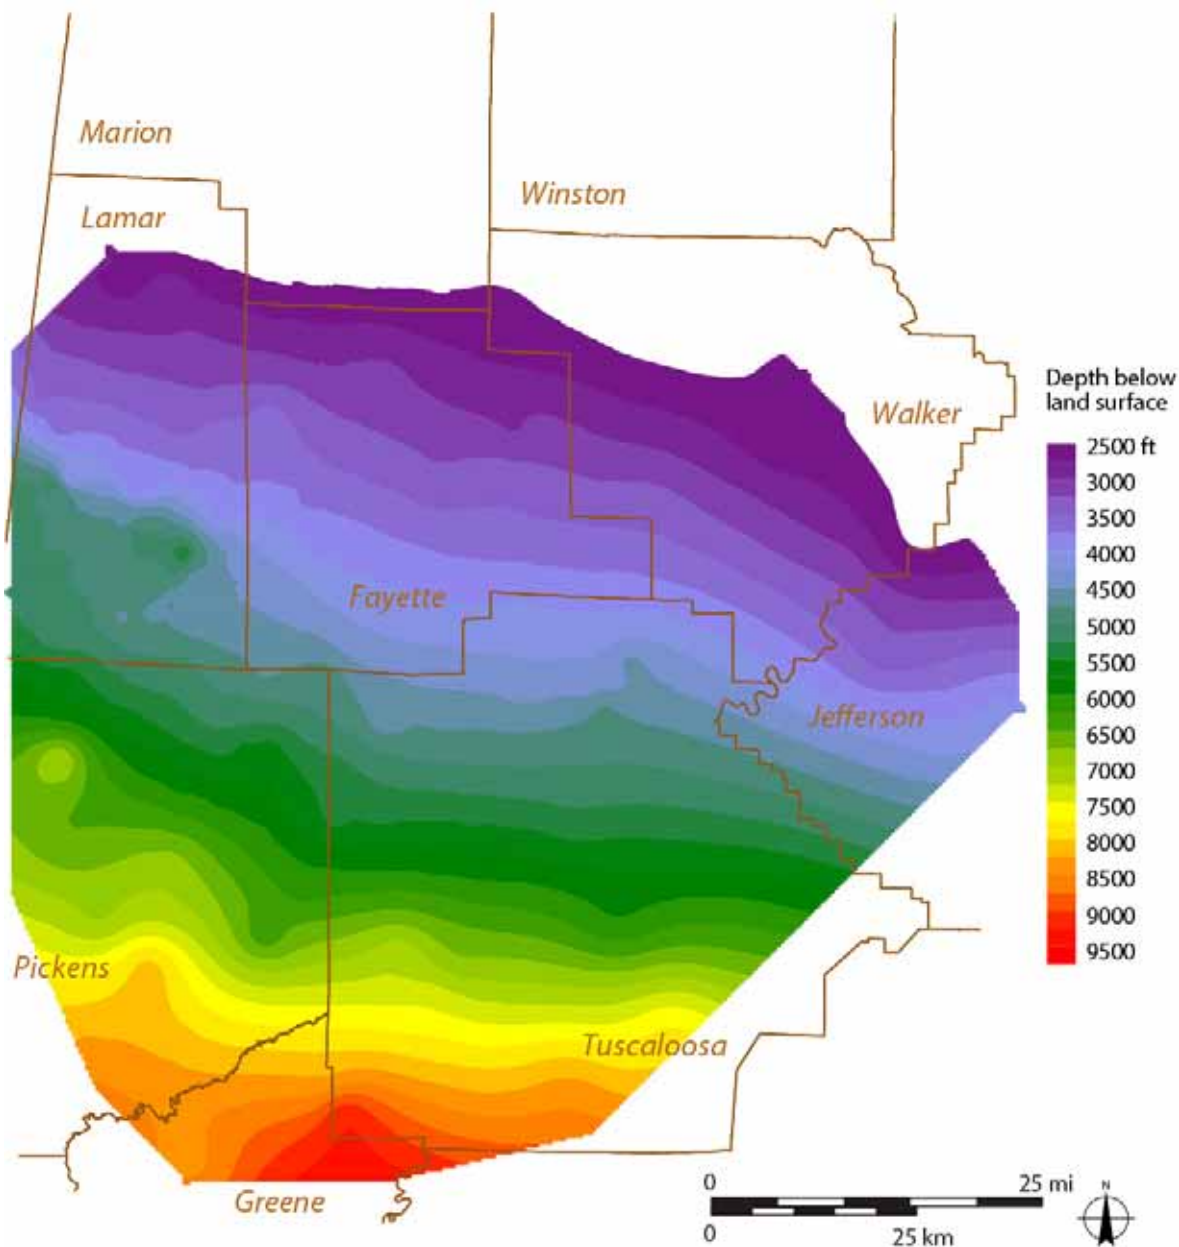 Marion
Lamar
Winston
Depth below
land surface
Walker
2500 ft
3000
3500
4000
4500
5000
5500
6000
6500
7000
7500
8000
8500
9000
9500
Fayette
Jefferson
Pickens
Tuscaloosa
Greene
0 25 mi
0 25 km
N